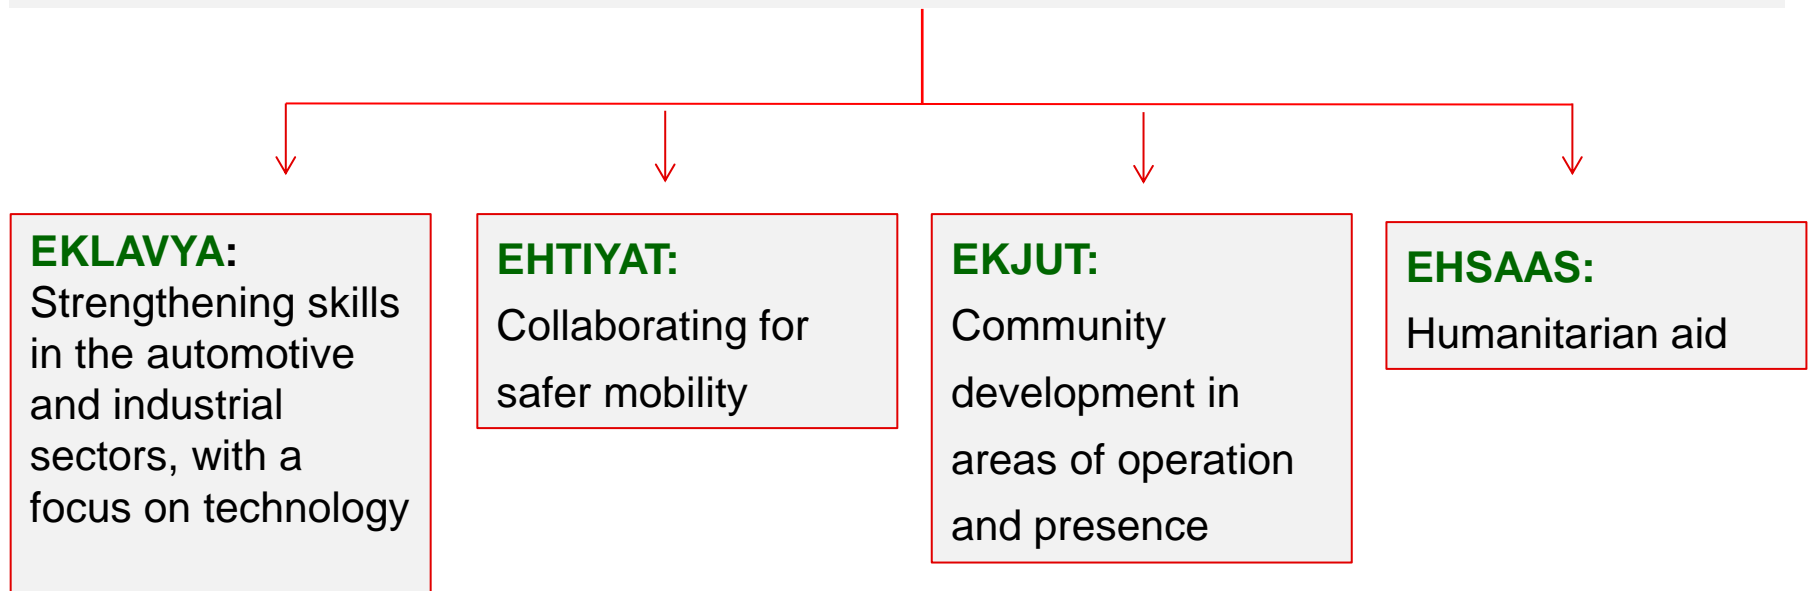 EKLAVYA:
Strengthening skills
in the automotive
and industrial
sectors, with a
focus on technology
EHTIYAT:
Collaborating for
safer mobility
EKJUT:
Community
development in
areas of operation
and presence
EHSAAS:
Humanitarian aid